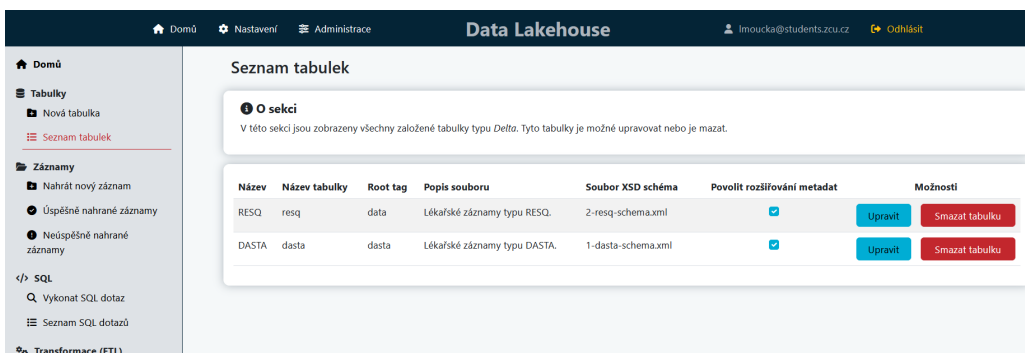 Domů Nastavení Administrace Data Lakehouse lmoucka@students.zcu.cz Odhlásit
Domů
Tabulky
Nová tabulka
Seznam tabulek
Záznamy
Nahrát nový záznam
Úspěšně nahrané záznamy
Neúspěšně nahrané
záznamy
</> SQL
Vykonat SQL dotaz
Seznam SQL dotazů
Transformace (ETL)
Seznam tabulek
O sekci
V této sekci jsou zobrazeny všechny založené tabulky typu Delta. Tyto tabulky je možné upravovat nebo je mazat.
Název Název tabulky Root tag Popis souboru Soubor XSD schéma Povolit rozšiřování metadat Možnosti
RESQ resq data Lékařské záznamy typu RESQ. 2-resq-schema.xml Upravit Smazat tabulku
DASTA dasta dasta Lékařské záznamy typu DASTA. 1-dasta-schema.xml Upravit Smazat tabulku